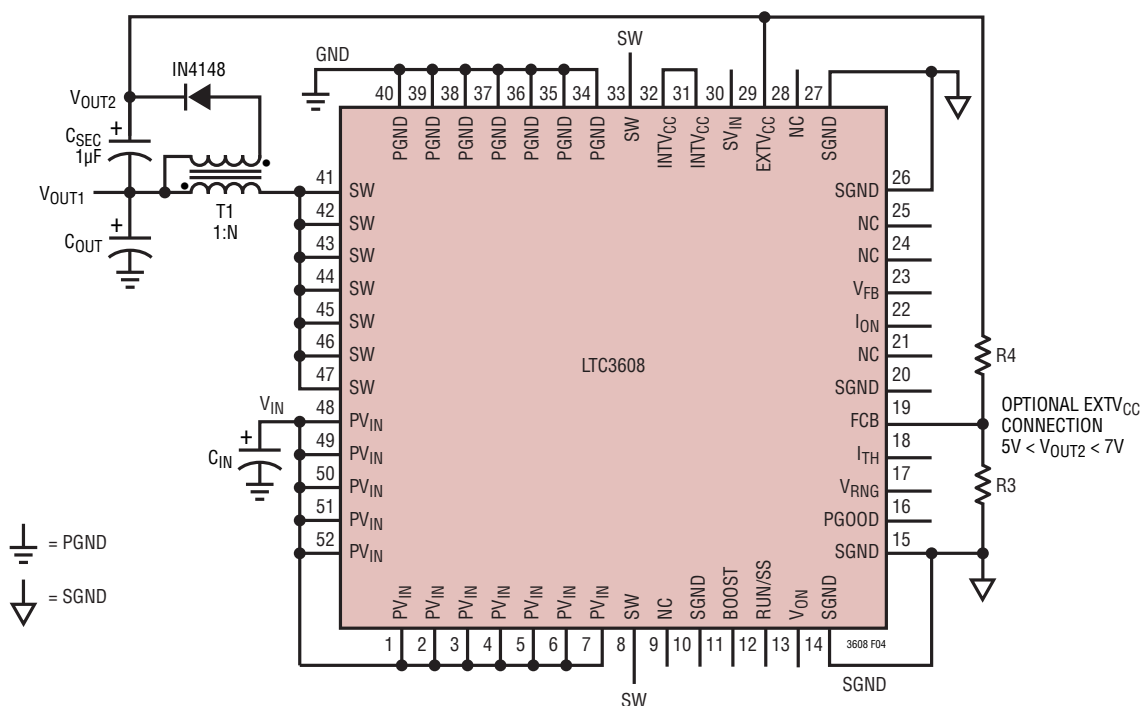 SW
GND
IN4148
40 39 38 37 36 35 34 33 32 31 30 29 28 27
V_OUT2
PGND PGND PGND PGND PGND PGND PGND SW INTV_CC INTV_CC SV_IN EXTV_CC NC SGND
+
C_SEC
1µF
V_OUT1
T1
1:N
+
C_OUT
41 SW
42 SW
43 SW
44 SW
45 SW
46 SW
47 SW
V_IN
48 PV_IN
49 PV_IN
50 PV_IN
51 PV_IN
52 PV_IN
+
C_IN
LTC3608
SGND 26
NC 25
NC 24
V_FB 23
I_ON 22
NC 21
SGND 20
FCB 19
I_TH 18
V_RNG 17
PGOOD 16
SGND 15
R4
OPTIONAL EXTV_CC
CONNECTION
5V < V_OUT2 < 7V
R3
= PGND
= SGND
PV_IN PV_IN PV_IN PV_IN PV_IN PV_IN PV_IN SW NC SGND BOOST RUN/SS V_ON SGND
1 2 3 4 5 6 7 8 9 10 11 12 13 14
3608 F04
SW
SGND